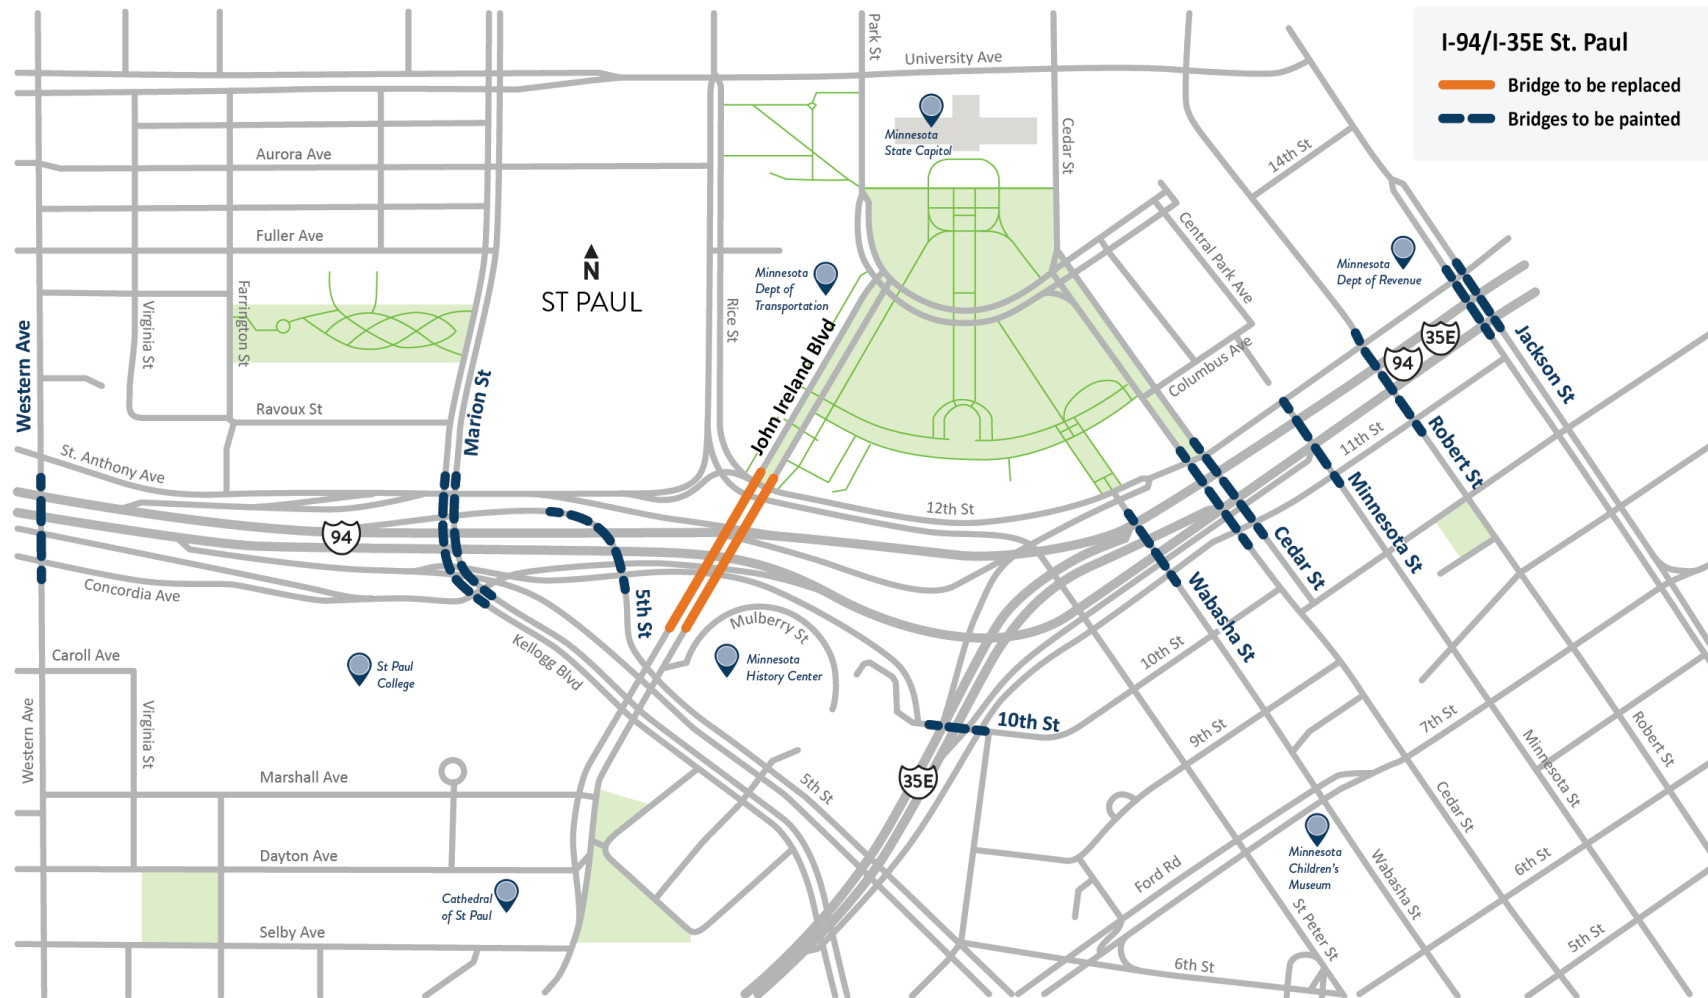 I-94/I-35E St. Paul
Bridge to be replaced
Bridges to be painted
Park St
University Ave
Minnesota
State Capitol
Cedar St
14th St
Aurora Ave
Fuller Ave
N
ST PAUL
Minnesota
Dept of
Transportation
Rice St
Central Park Ave
Minnesota
Dept of Revenue
Virginia St
Farrington St
Western Ave
Marion St
John Ireland Blvd
Columbus Ave
94
35E
Jackson St
Ravoux St
St. Anthony Ave
11th St
Robert St
Minnesota St
94
12th St
Cedar St
Concordia Ave
5th St
Wabasha St
Mulberry St
Kellogg Blvd
10th St
Caroll Ave
St Paul
College
Minnesota
History Center
10th St
Western Ave
Virginia St
9th St
7th St
Robert St
Minnesota St
Marshall Ave
35E
5th St
Cedar St
Minnesota
Children's
Museum
Dayton Ave
Ford Rd
Wabasha St
6th St
Cathedral
of St Paul
Selby Ave
St Peter St
5th St
6th St